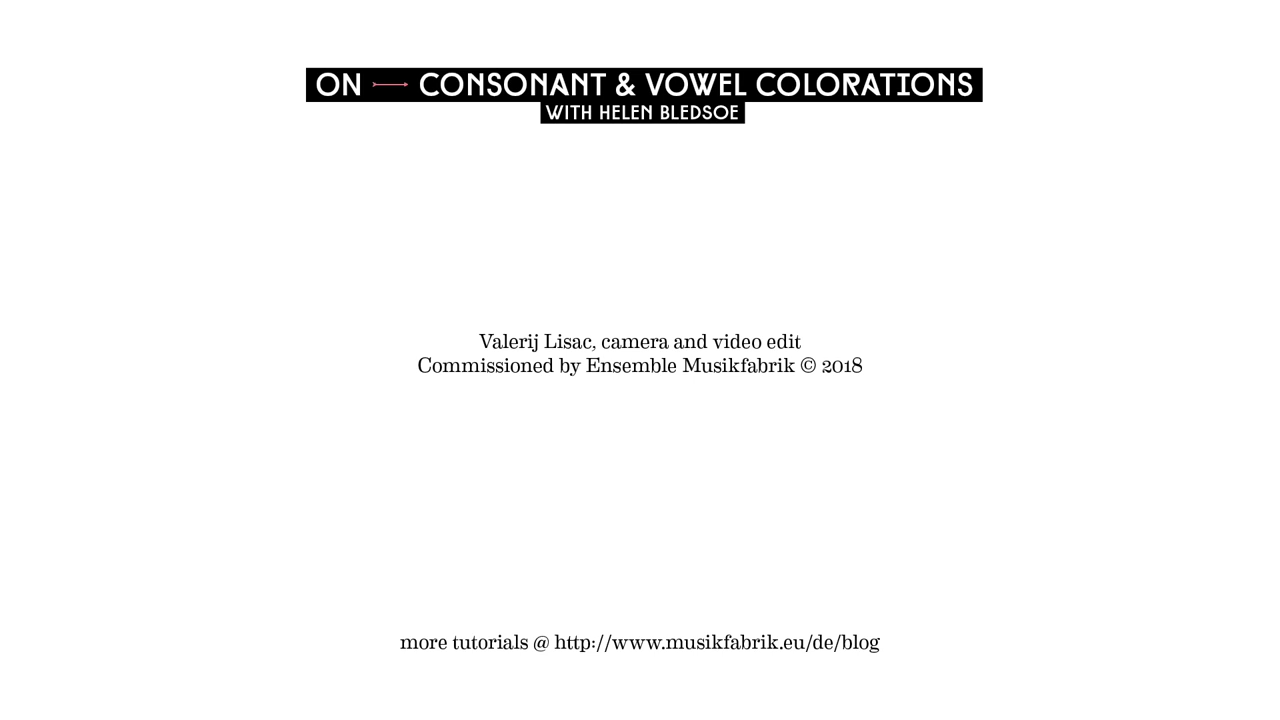 ON CONSONANT & VOWEL COLORATIONS
WITH HELEN BLEDSOE
Valerij Lisac, camera and video edit
Commissioned by Ensemble Musikfabrik © 2018
more tutorials @ http://www.musikfabrik.eu/de/blog